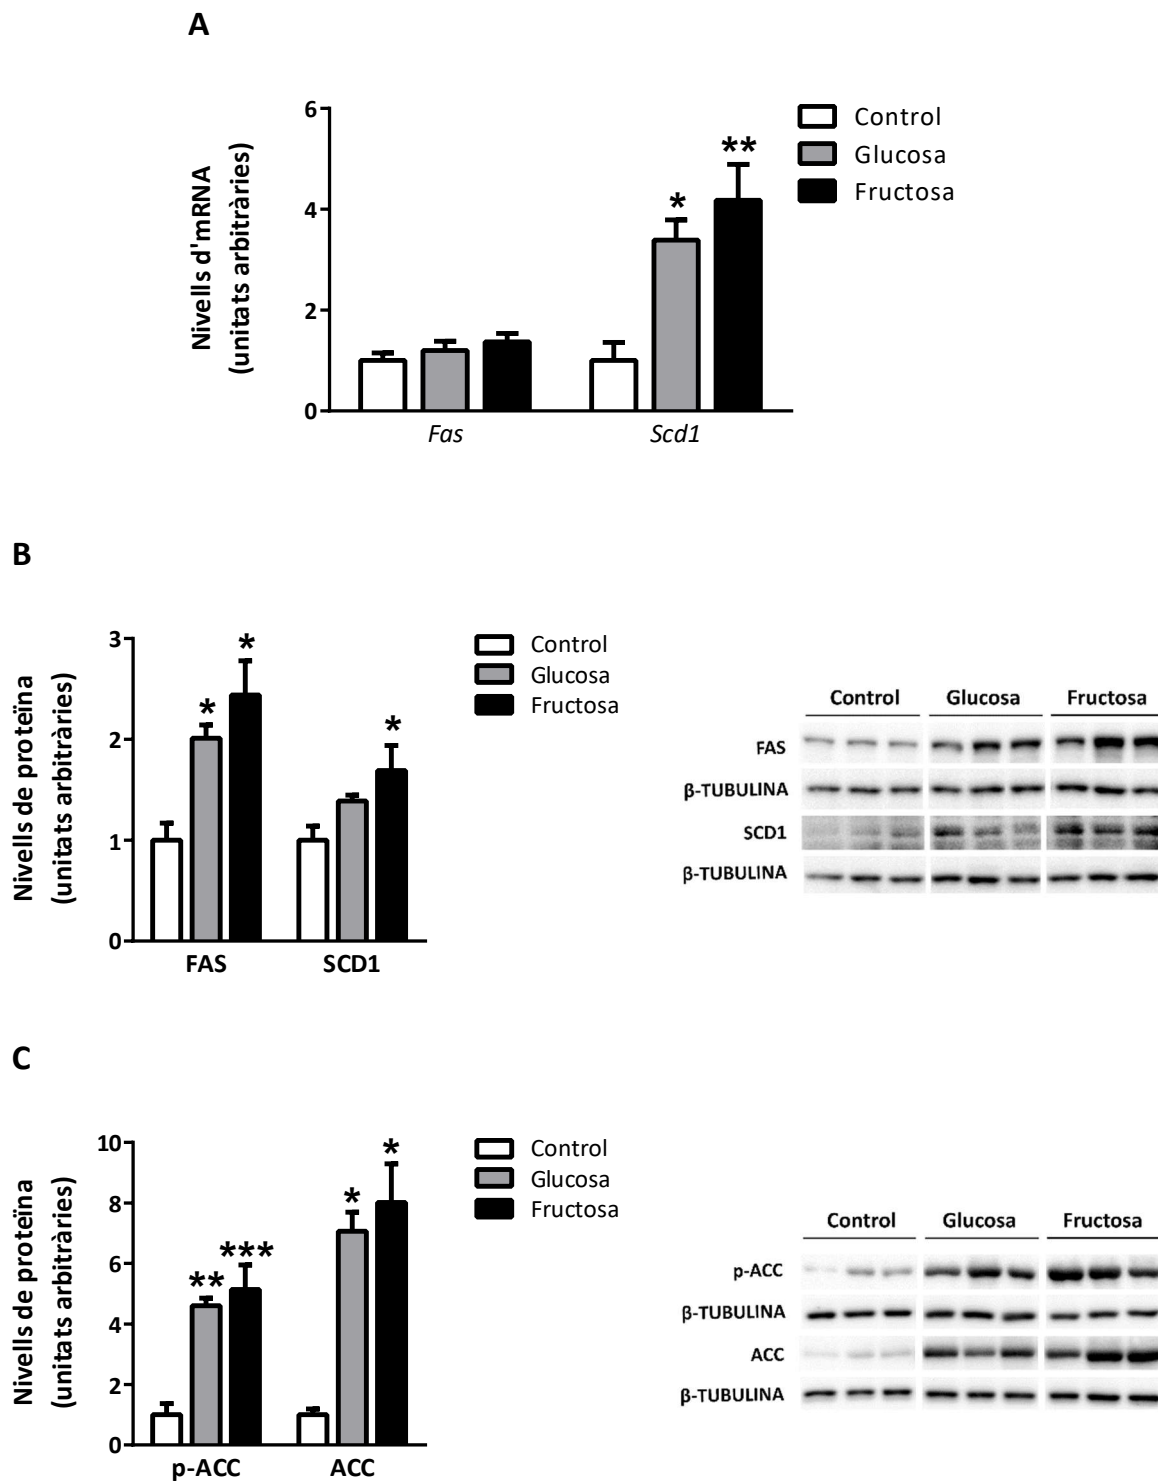 A
Nivells d'mRNA
(unitats arbitràries)
6
4
2
0
*
**
Fas
Scd1
Control
Glucosa
Fructosa
B
Nivells de proteïna
(unitats arbitràries)
3
2
1
0
*
*
*
FAS
SCD1
Control
Glucosa
Fructosa
Control
Glucosa
Fructosa
FAS
β-TUBULINA
SCD1
β-TUBULINA
C
Nivells de proteïna
(unitats arbitràries)
10
8
6
4
2
0
**
***
*
*
p-ACC
ACC
Control
Glucosa
Fructosa
Control
Glucosa
Fructosa
p-ACC
β-TUBULINA
ACC
β-TUBULINA